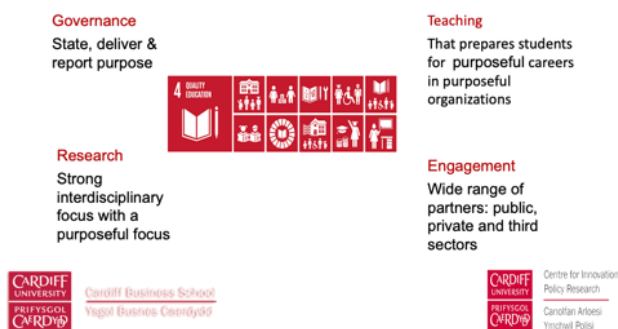 Governance
State, deliver &
report purpose
Teaching
That prepares students
for purposeful careers
in purposeful
organizations
4 QUALITY
EDUCATION
Research
Strong
interdisciplinary
focus with a
purposeful focus
Engagement
Wide range of
partners: public,
private and third
sectors
CARDIFF
UNIVERSITY
PRIFYSGOL
CAERDYDD
Cardiff Business School
Ysgol Busnes Caerdydd
CARDIFF
UNIVERSITY
PRIFYSGOL
CAERDYDD
Centre for Innovation
Policy Research
Canolfan Arloesi
Ymchwil Polisi